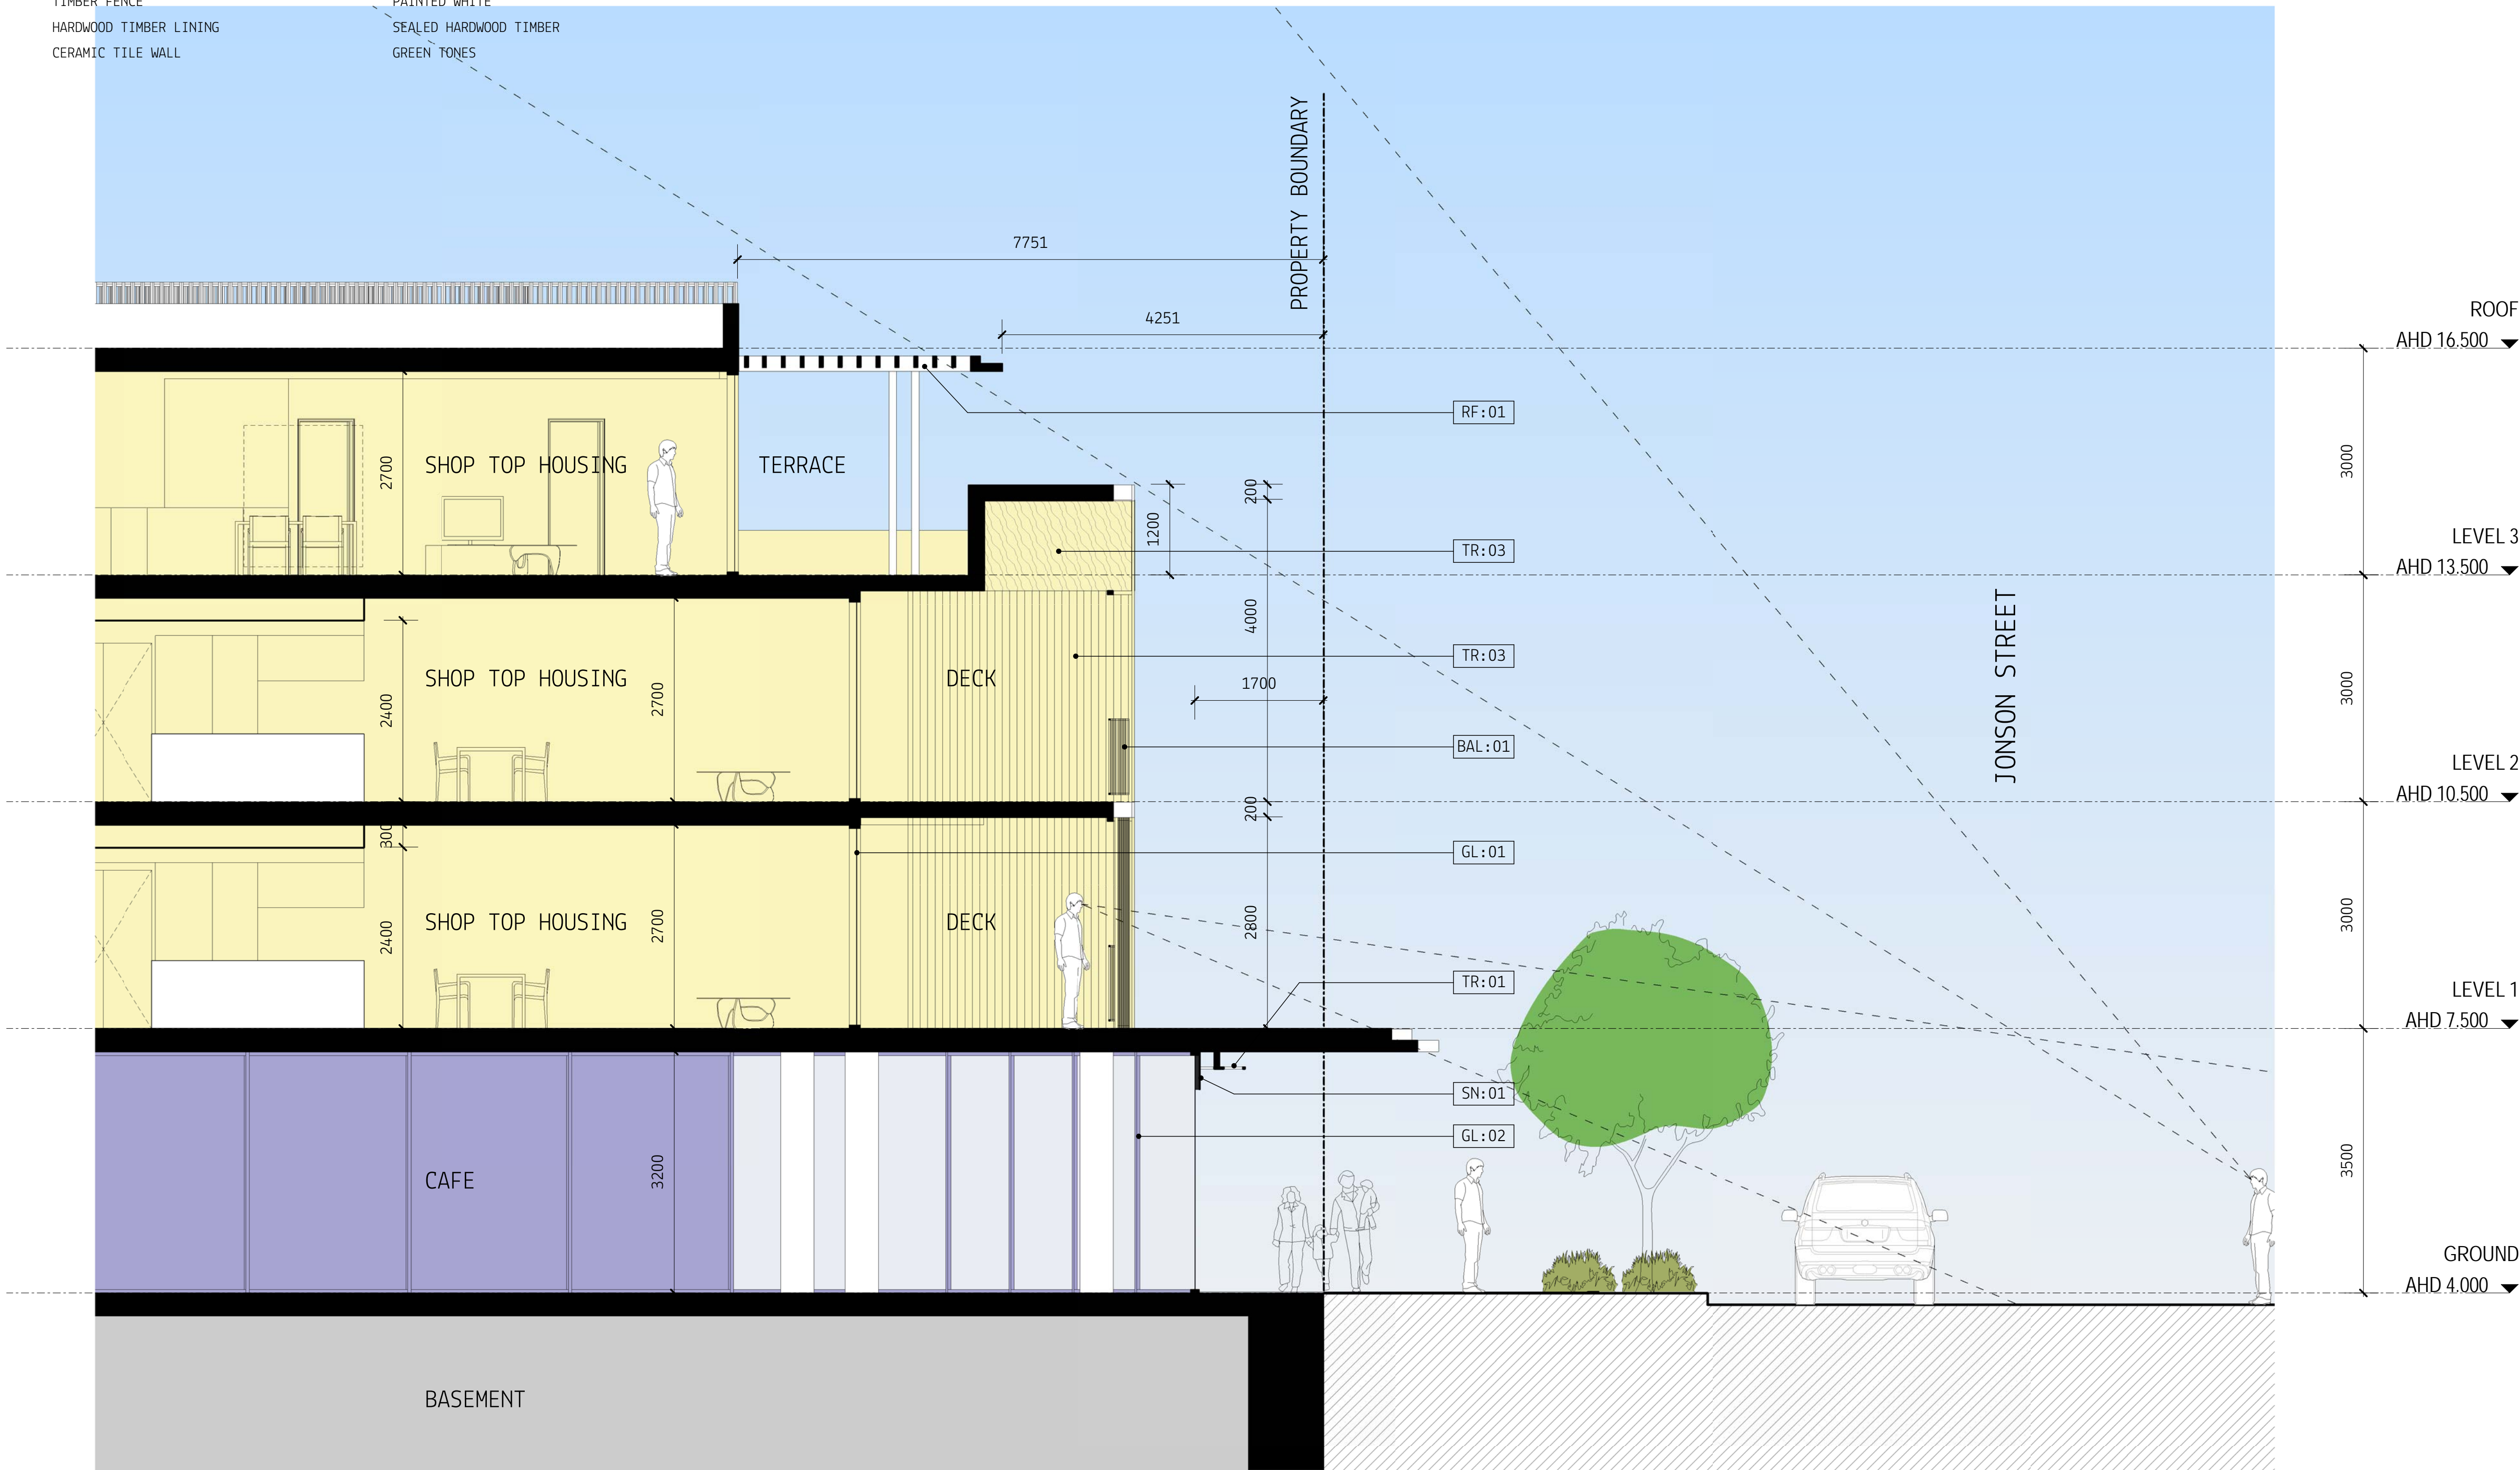 TIMBER FENCE PAINTED WHITE
HARDWOOD TIMBER LINING SEALED HARDWOOD TIMBER
CERAMIC TILE WALL GREEN TONES
PROPERTY BOUNDARY
7751
4251
ROOF
AHD 16.500
RF:01
2700
SHOP TOP HOUSING
TERRACE
3000
200
1200
TR:03
LEVEL 3
AHD 13.500
4000
JONSON STREET
TR:03
SHOP TOP HOUSING
DECK
1700
2400
2700
3000
BAL:01
LEVEL 2
AHD 10.500
200
300
GL:01
SHOP TOP HOUSING
DECK
2400
2700
2800
3000
TR:01
LEVEL 1
AHD 7.500
SN:01
GL:02
CAFE
3200
3500
GROUND
AHD 4.000
BASEMENT